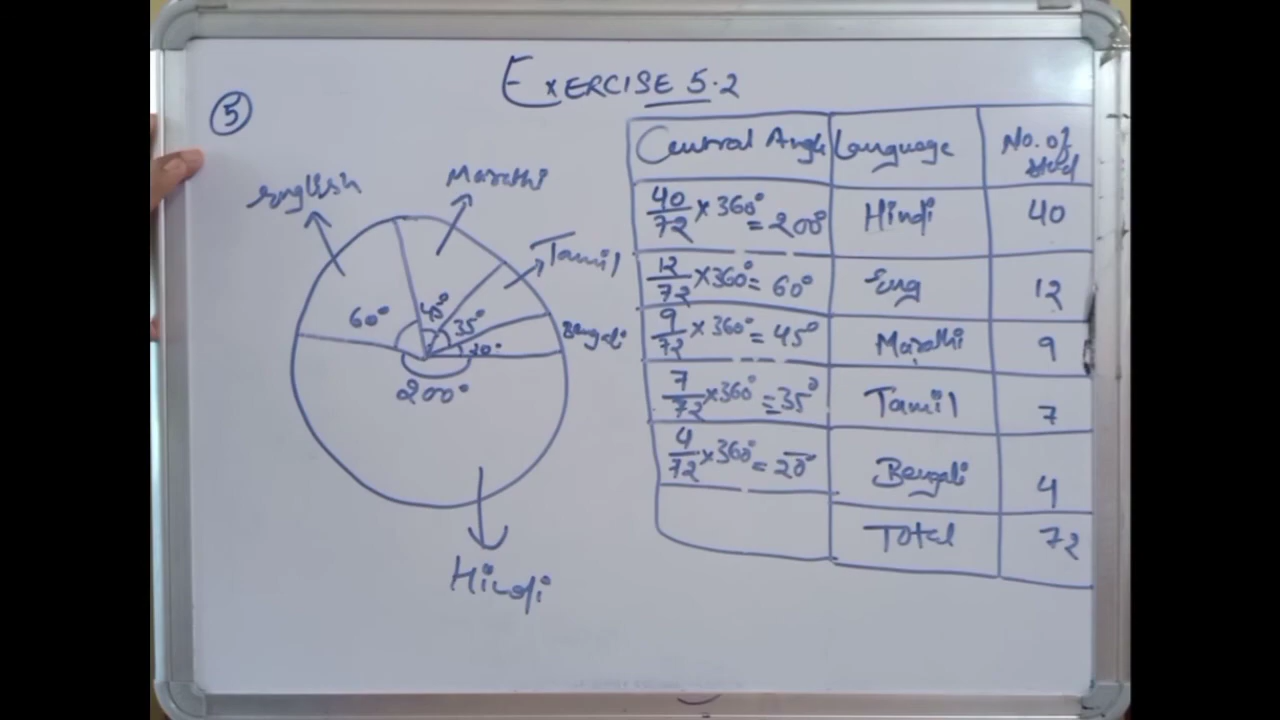 EXERCISE 5.2
5
English
Marathi
Tamil
Bengali
60°
45°
35°
20°
200°
Hindi
Central Angle Language No. of Stud
40/72 × 360° = 200° Hindi 40
12/72 × 360° = 60° Eng 12
9/72 × 360° = 45° Marathi 9
7/72 × 360° = 35° Tamil 7
4/72 × 360° = 20° Bengali 4
Total 72